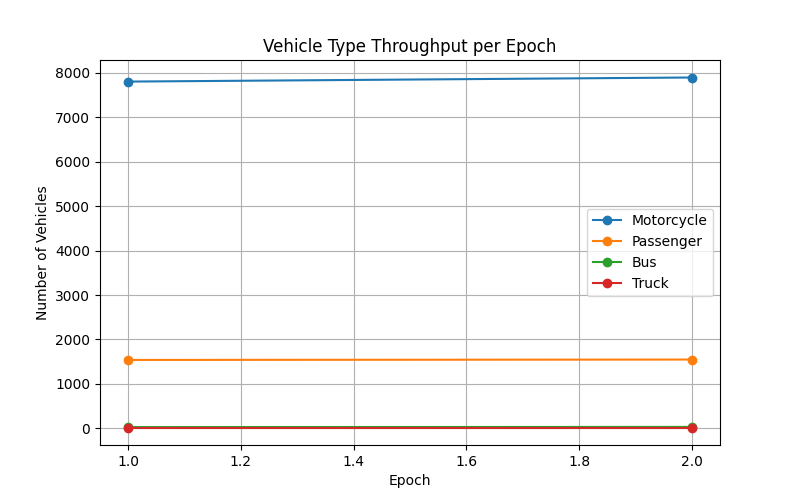 Vehicle Type Throughput per Epoch
Number of Vehicles
8000
7000
6000
5000
4000
3000
2000
1000
0
Motorcycle
Passenger
Bus
Truck
1.0 1.2 1.4 1.6 1.8 2.0
Epoch